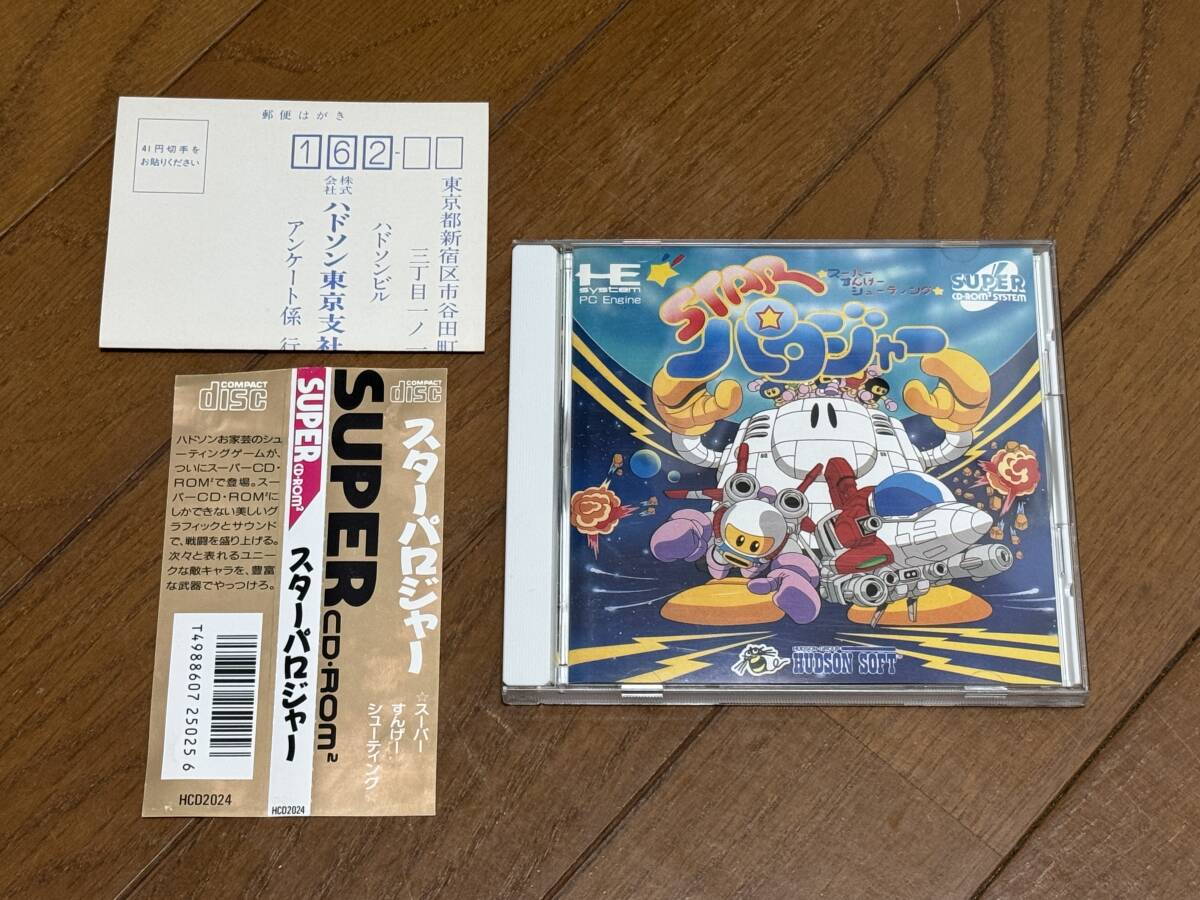 郵便はがき
41円切手を
お貼りください
162-
東京都新宿区市谷田町
三丁目一ノ一
ハドソンビル
株式会社ハドソン東京支社
アンケート係 行
COMPACT
disc
ハドソンお家芸のシュ
ーティングゲームが、
ついにスーパーCD・
ROM²で登場。スー
パーCD・ROM²に
しかできない美しいグ
ラフィックとサウンド
で、戦闘を盛り上げる。
次々と表れるユニー
クな敵キャラを、豊富
な武器でやっつけろ。
T4988607 250256
HCD2024
SUPER CD-ROM²
スターパロジャー
HCD2024
SUPER CD・ROM²
COMPACT
disc
スターパロジャー
☆スーパー
すんげー
シューティング
HE
system
PC Engine
STAR
パロジャー
★スーパー
すんげー
シューティング★
SUPER
CD-ROM² SYSTEM
HUDSON SOFT